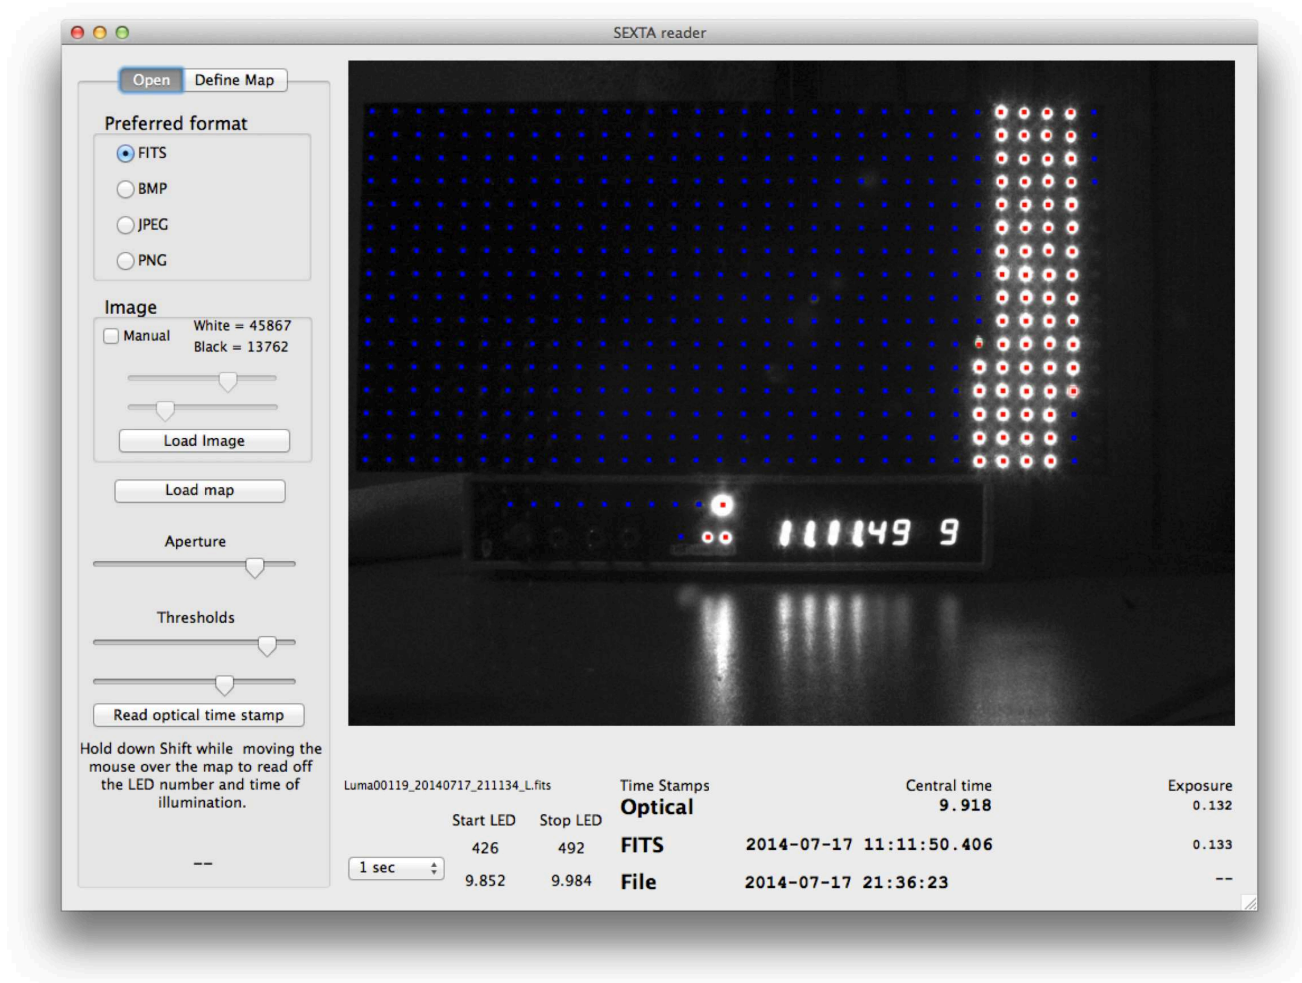 SEXTA reader
Open Define Map
Preferred format
FITS
BMP
JPEG
PNG
Image
Manual
White = 45867
Black = 13762
Load Image
Load map
Aperture
Thresholds
Read optical time stamp
Hold down Shift while moving the
mouse over the map to read off
the LED number and time of
illumination.
--
Luma00119_20140717_211134_L.fits
Start LED Stop LED
426 492
1 sec
9.852 9.984
Time Stamps Central time Exposure
Optical 9.918 0.132
FITS 2014-07-17 11:11:50.406 0.133
File 2014-07-17 21:36:23 --